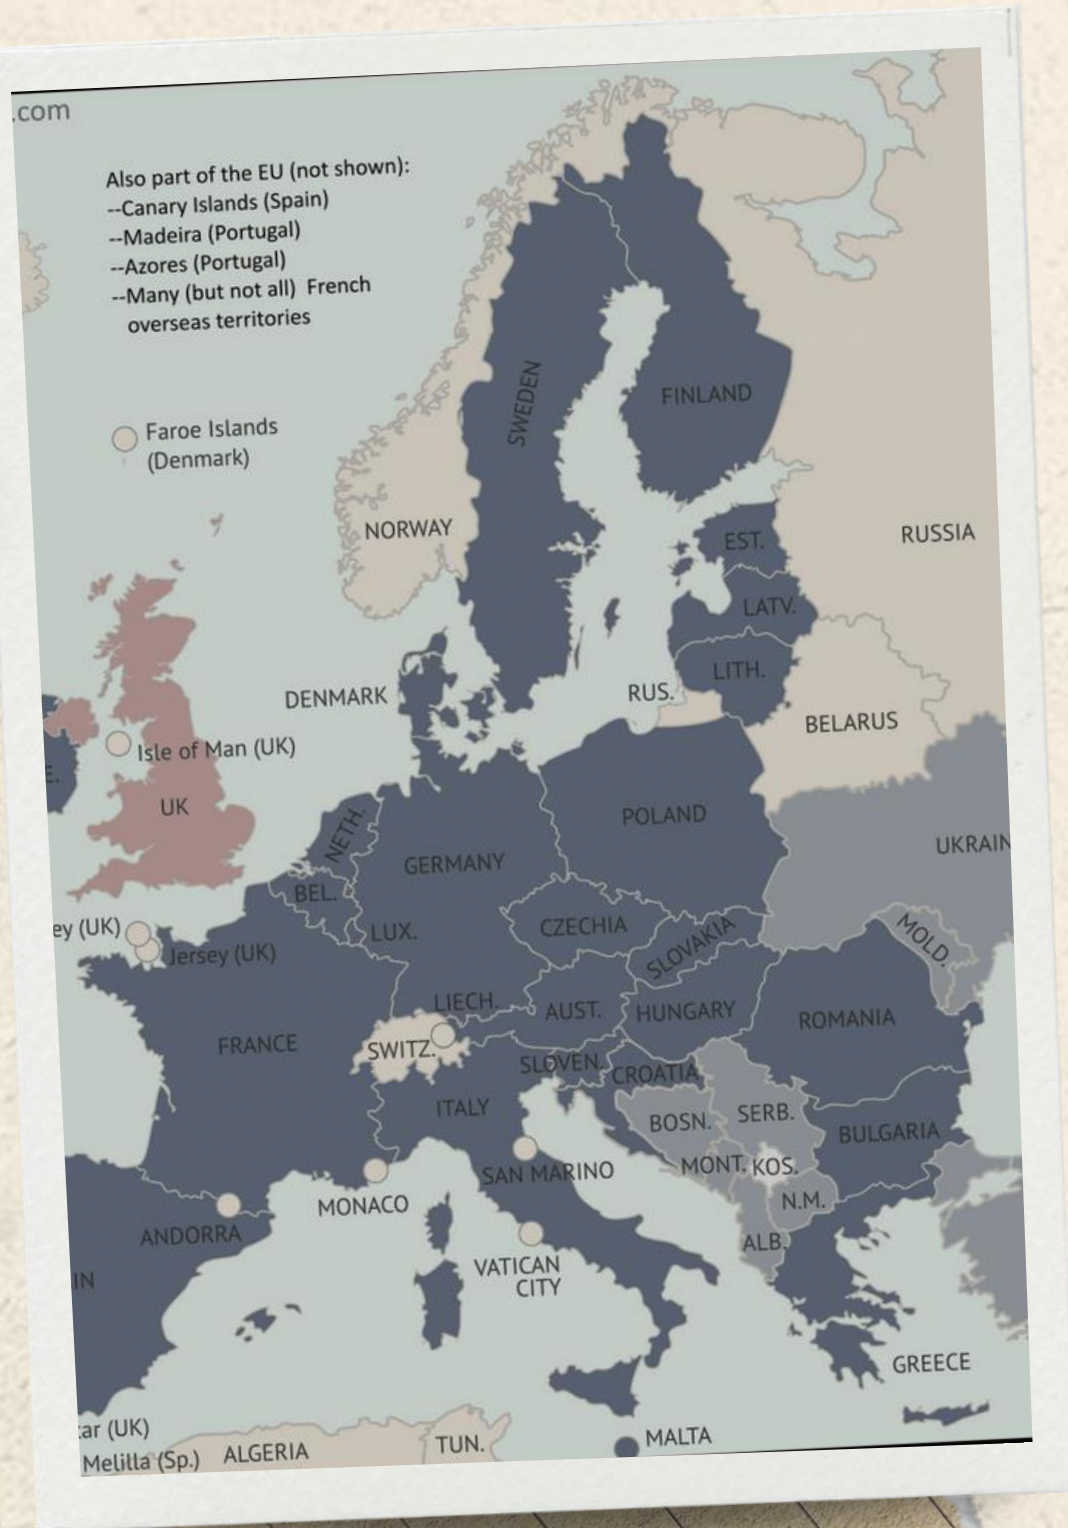 .com
Also part of the EU (not shown):
--Canary Islands (Spain)
--Madeira (Portugal)
--Azores (Portugal)
--Many (but not all) French
overseas territories
Faroe Islands
(Denmark)
SWEDEN
FINLAND
NORWAY
RUSSIA
EST.
LATV.
LITH.
DENMARK
RUS.
BELARUS
Isle of Man (UK)
E.
UK
NETH.
POLAND
GERMANY
UKRAIN
BEL.
ey (UK)
Jersey (UK)
LUX.
CZECHIA
SLOVAKIA
MOLD.
LIECH.
AUST.
HUNGARY
ROMANIA
FRANCE
SWITZ.
SLOVEN.
CROATIA
ITALY
BOSN.
SERB.
BULGARIA
SAN MARINO
MONT.
KOS.
MONACO
N.M.
ANDORRA
ALB.
VATICAN
CITY
IN
GREECE
ar (UK)
Melilla (Sp.)
ALGERIA
TUN.
MALTA